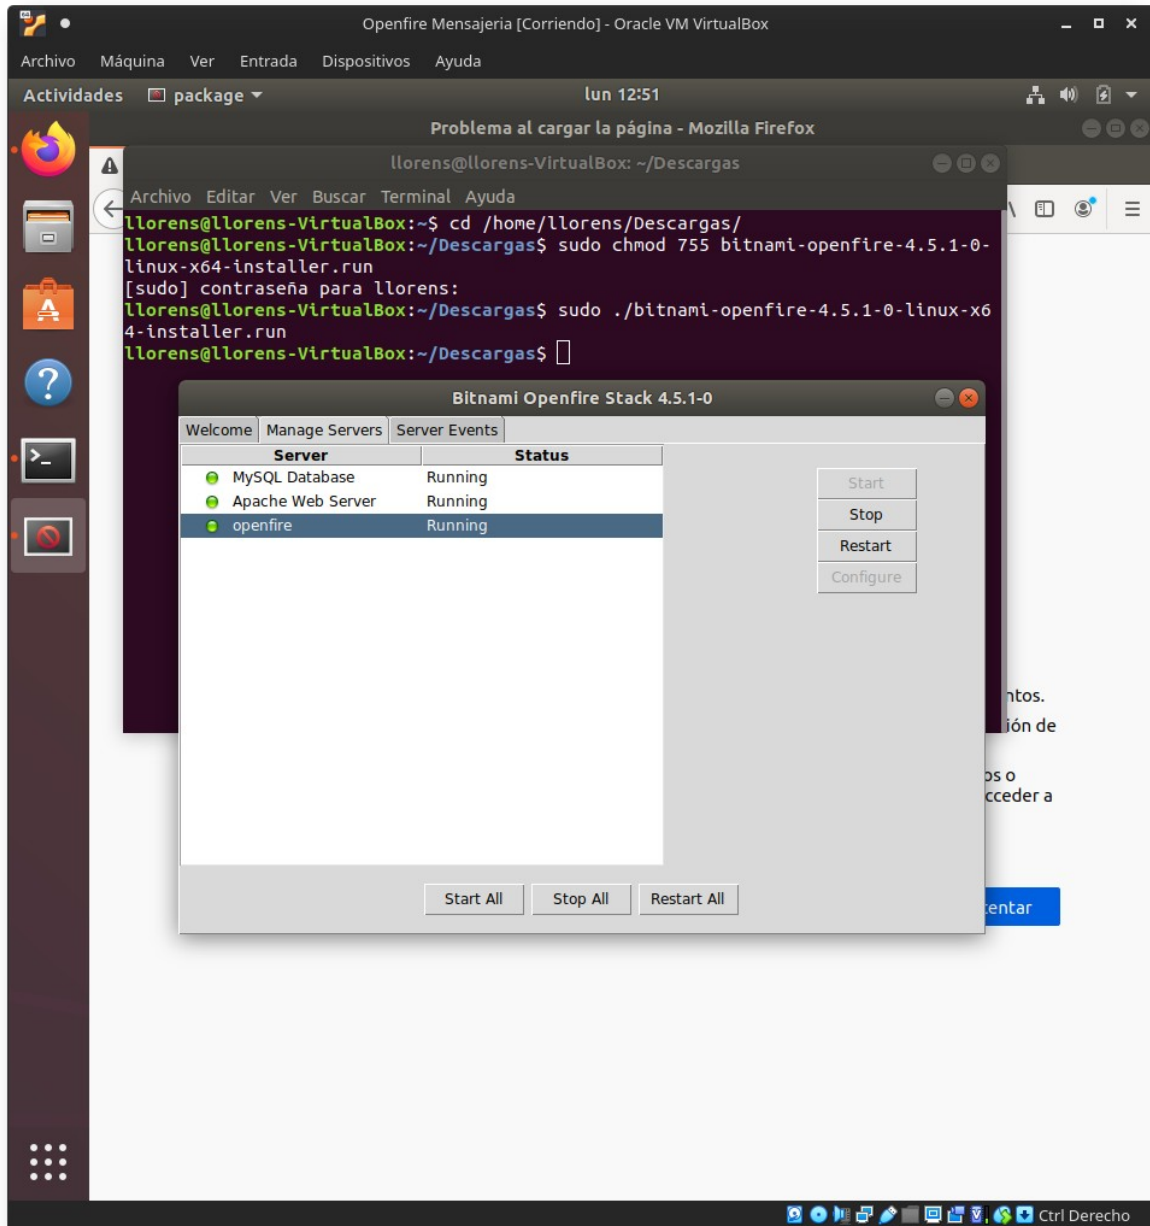 Openfire Mensajeria [Corriendo] - Oracle VM VirtualBox
Archivo Máquina Ver Entrada Dispositivos Ayuda
Actividades package lun 12:51
Problema al cargar la página - Mozilla Firefox
llorens@llorens-VirtualBox: ~/Descargas
Archivo Editar Ver Buscar Terminal Ayuda
llorens@llorens-VirtualBox:~$ cd /home/llorens/Descargas/
llorens@llorens-VirtualBox:~/Descargas$ sudo chmod 755 bitnami-openfire-4.5.1-0-
linux-x64-installer.run
[sudo] contraseña para llorens:
llorens@llorens-VirtualBox:~/Descargas$ sudo ./bitnami-openfire-4.5.1-0-linux-x6
4-installer.run
llorens@llorens-VirtualBox:~/Descargas$
Bitnami Openfire Stack 4.5.1-0
Welcome Manage Servers Server Events
Server Status
MySQL Database Running
Apache Web Server Running
openfire Running
Start
Stop
Restart
Configure
ntos.
ión de
os o
cceder a
Start All Stop All Restart All
entar
Ctrl Derecho